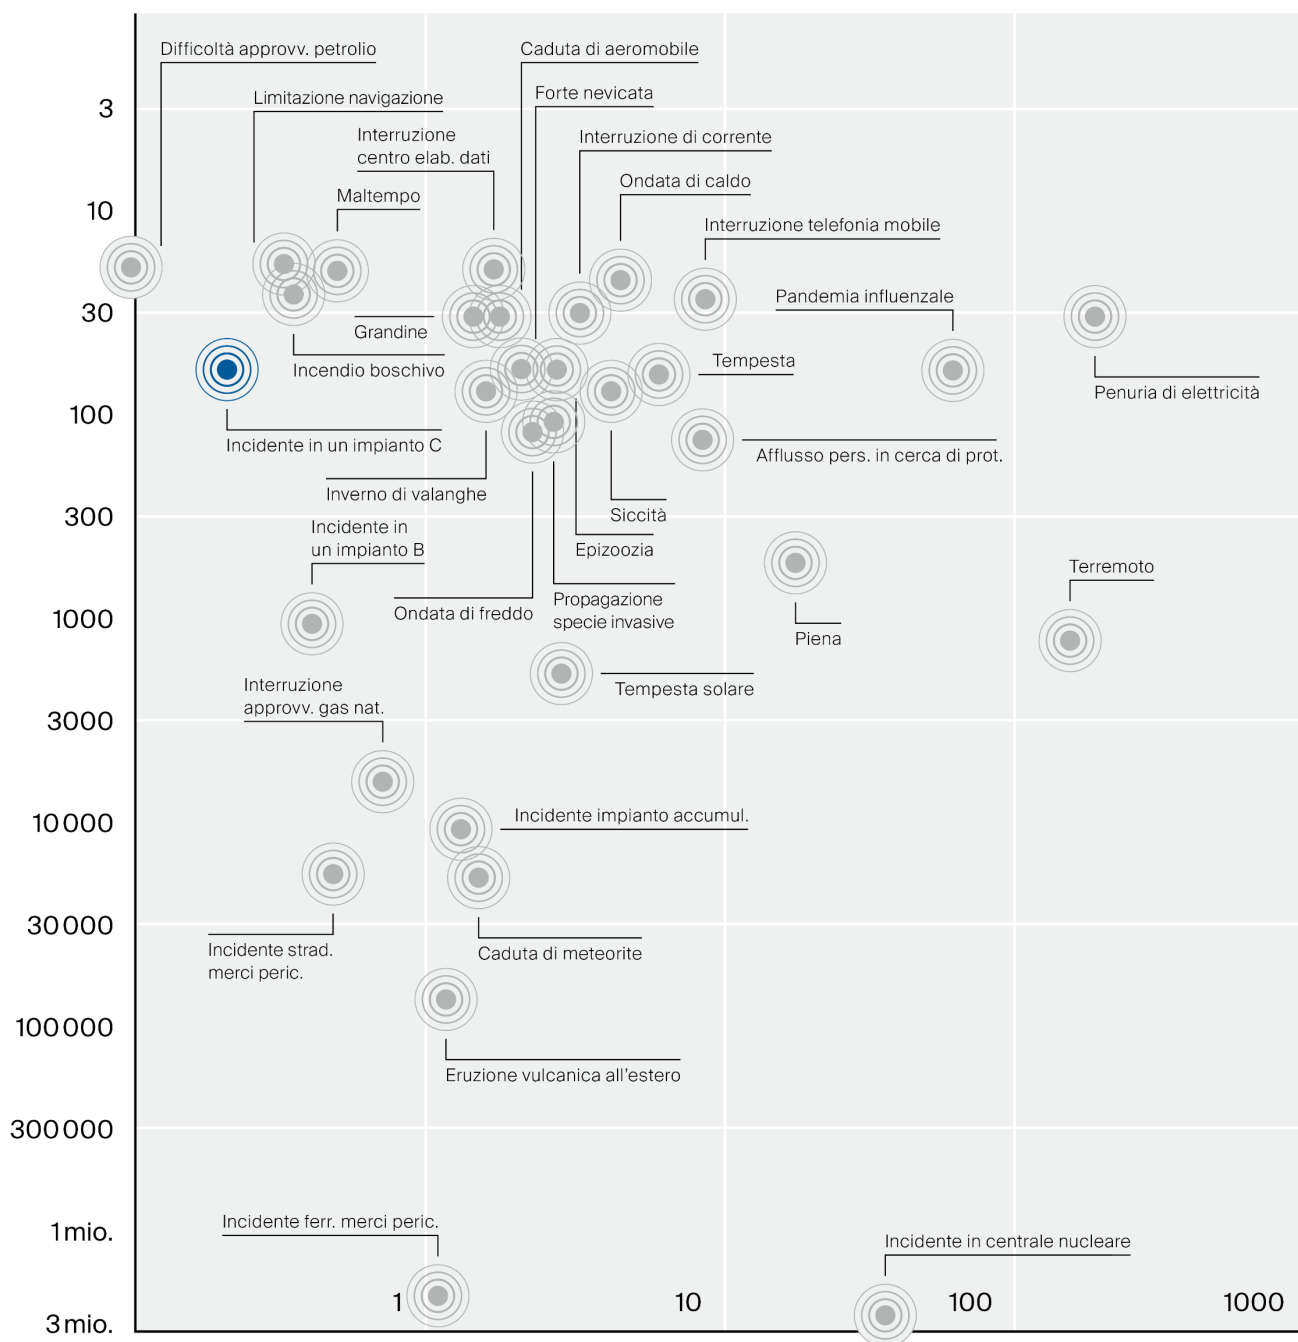 Difficoltà approvv. petrolio
Caduta di aeromobile
Limitazione navigazione
Forte nevicata
3
Interruzione
centro elab. dati
Interruzione di corrente
Maltempo
Ondata di caldo
10
Interruzione telefonia mobile
Pandemia influenzale
30
Grandine
Incendio boschivo
Tempesta
Penuria di elettricità
100
Incidente in un impianto C
Afflusso pers. in cerca di prot.
Inverno di valanghe
Siccità
300
Incidente in
un impianto B
Epizoozia
Terremoto
Ondata di freddo
Propagazione
specie invasive
1000
Piena
Interruzione
approvv. gas nat.
Tempesta solare
3000
10 000
Incidente impianto accumul.
30 000
Incidente strad.
merci peric.
Caduta di meteorite
100 000
Eruzione vulcanica all'estero
300 000
Incidente ferr. merci peric.
1 mio.
Incidente in centrale nucleare
1
10
100
1000
3 mio.